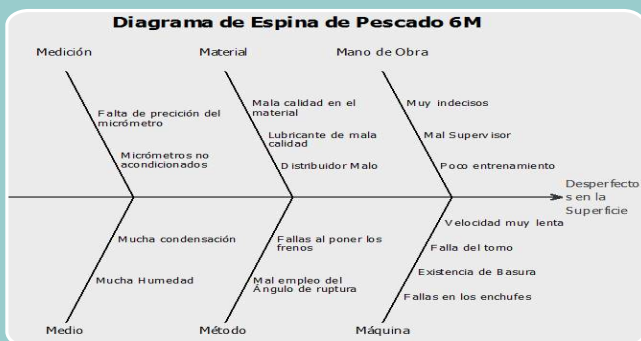 Diagrama de Espina de Pescado 6M
Medición
Material
Mano de Obra
Falta de precición del
micrómetro
Micrómetros no
acondicionados
Mala calidad en el
material
Lubricante de mala
calidad
Distribuidor Malo
Muy indecisos
Mal Supervisor
Poco entrenamiento
Desperfecto
s en la
Superficie
Mucha condensación
Mucha Humedad
Fallas al poner los
frenos
Mal empleo del
Ángulo de ruptura
Velocidad muy lenta
Falla del torno
Existencia de Basura
Fallas en los enchufes
Medio
Método
Máquina